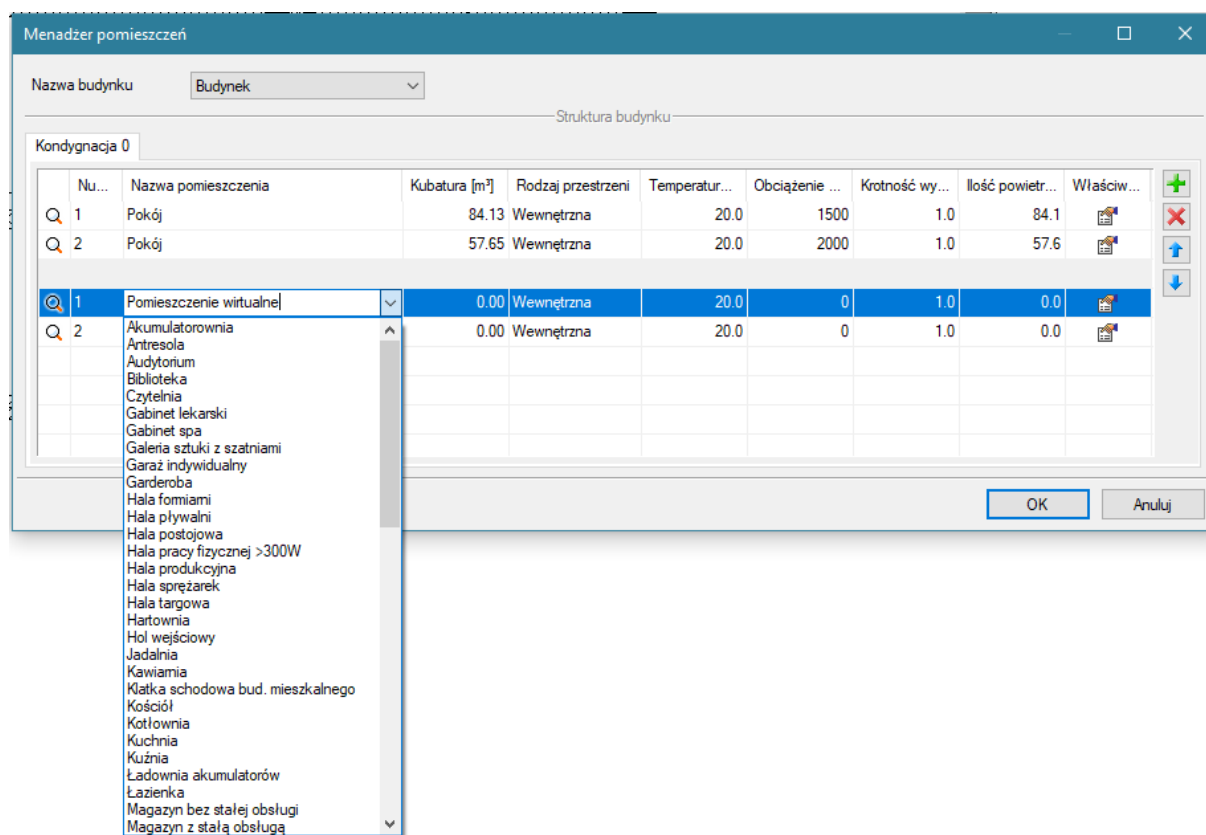 Menadżer pomieszczeń
Nazwa budynku Budynek
Struktura budynku
Kondygnacja 0
Nu... Nazwa pomieszczenia Kubatura [m³] Rodzaj przestrzeni Temperatur... Obciążenie ... Krotność wy... Ilość powietr... Właściw...
1 Pokój 84.13 Wewnętrzna 20.0 1500 1.0 84.1
2 Pokój 57.65 Wewnętrzna 20.0 2000 1.0 57.6
1 Pomieszczenie wirtualne 0.00 Wewnętrzna 20.0 0 1.0 0.0
2 0.00 Wewnętrzna 20.0 0 1.0 0.0
Akumulatorownia
Antresola
Audytorium
Biblioteka
Czytelnia
Gabinet lekarski
Gabinet spa
Galeria sztuki z szatniami
Garaż indywidualny
Garderoba
Hala formiarni
Hala pływalni
Hala postojowa
Hala pracy fizycznej >300W
Hala produkcyjna
Hala sprężarek
Hala targowa
Hartownia
Hol wejściowy
Jadalnia
Kawiarnia
Klatka schodowa bud. mieszkalnego
Kościół
Kotłownia
Kuchnia
Kuźnia
Ładownia akumulatorów
Łazienka
Magazyn bez stałej obsługi
Magazyn z stałą obsługą
OK Anuluj